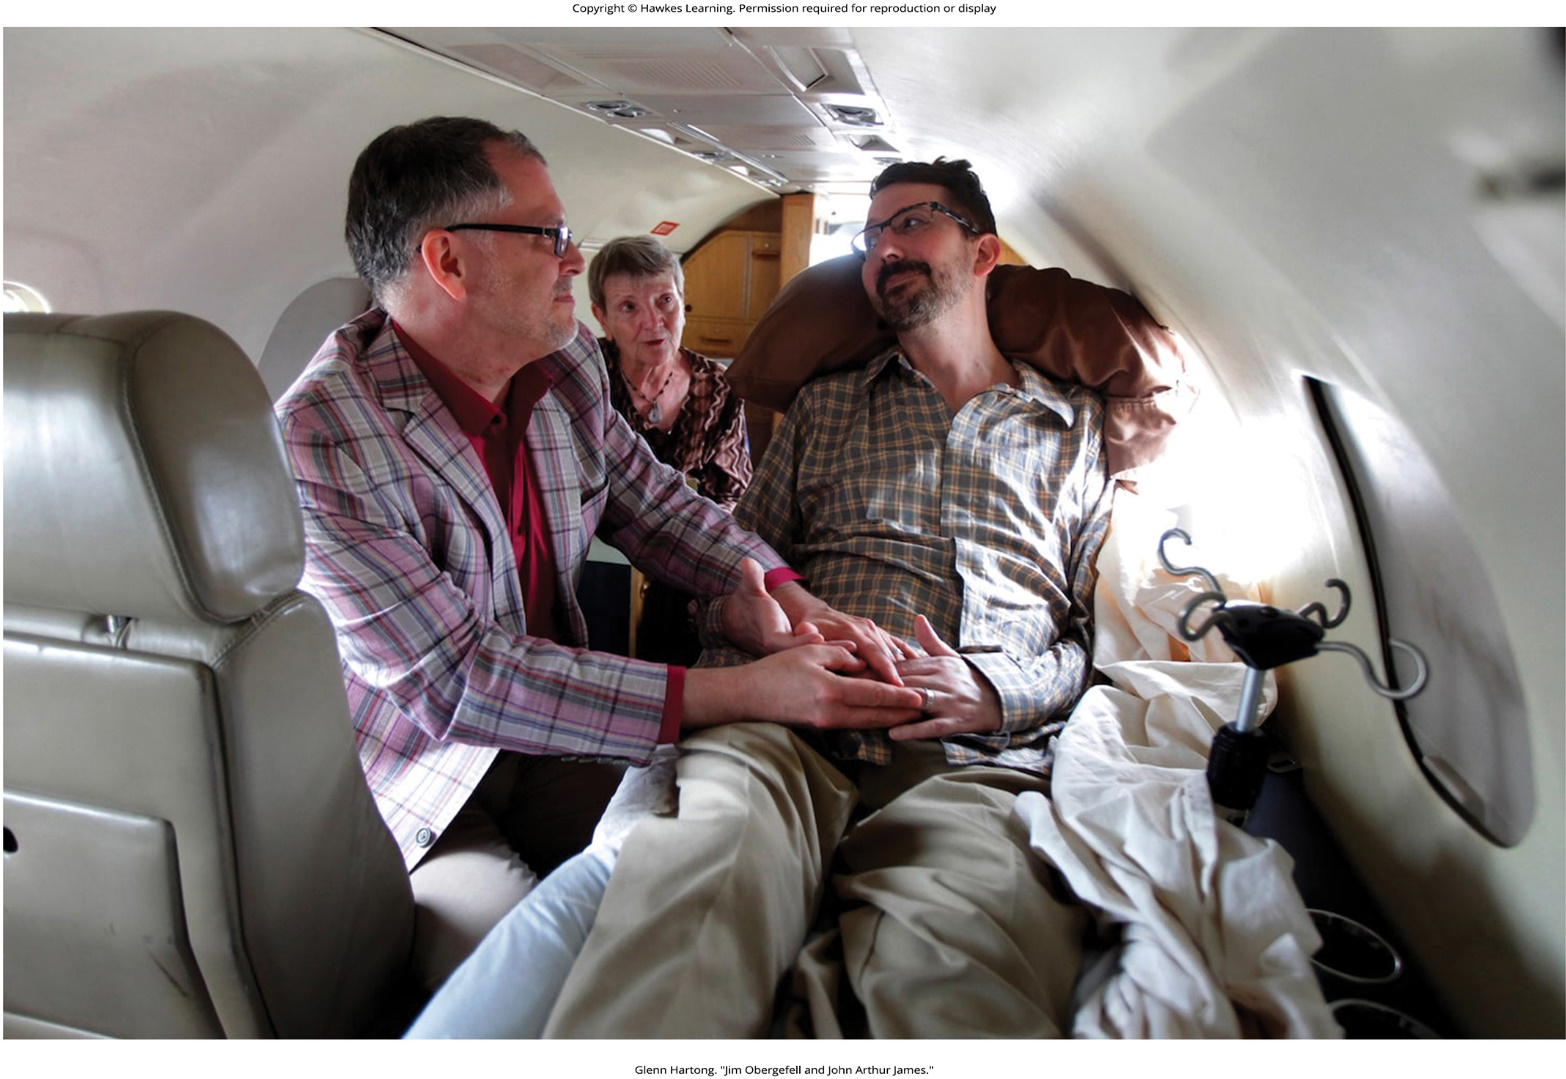 Copyright © Hawkes Learning. Permission required for reproduction or display
Glenn Hartong. "Jim Obergefell and John Arthur James."